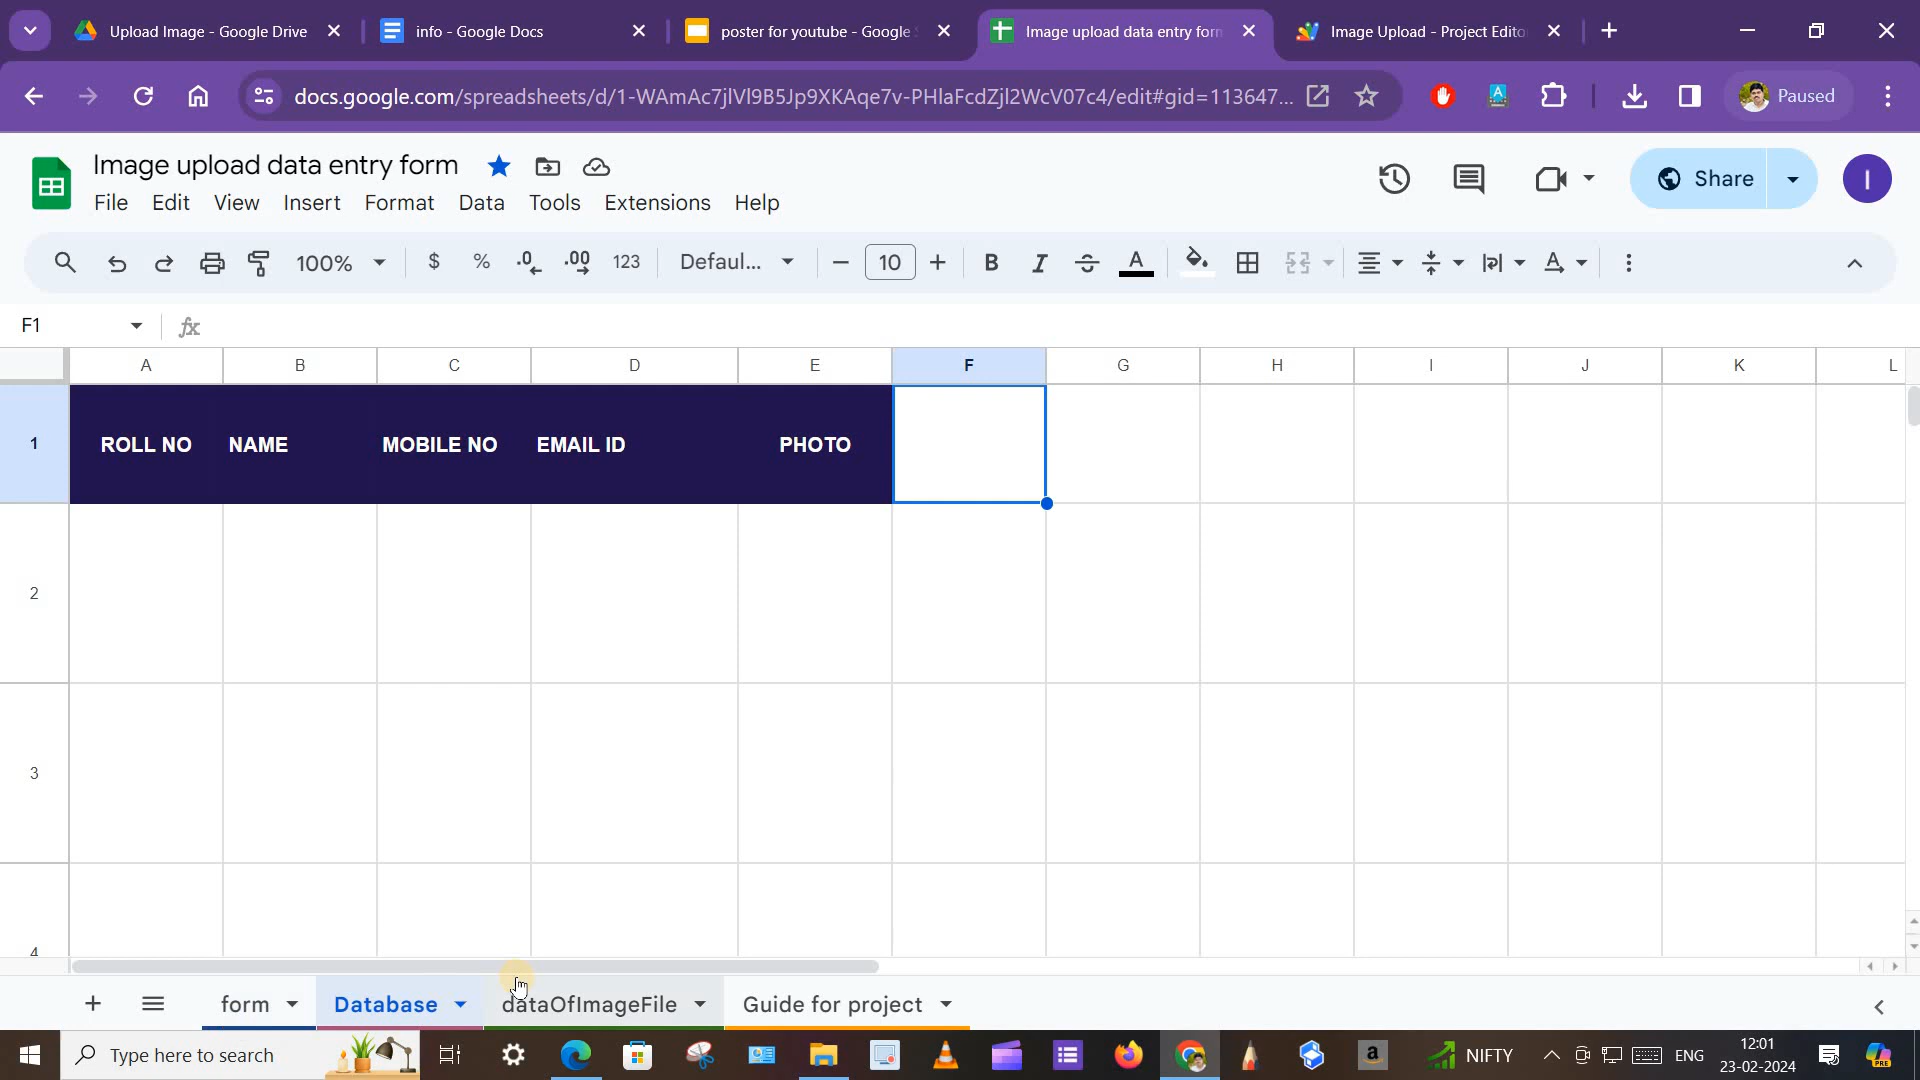 Upload Image - Google Drive
info - Google Docs
poster for youtube - Google S
Image upload data entry for
Image Upload - Project Edito
docs.google.com/spreadsheets/d/1-WAmAc7jlVl9B5Jp9XKAqe7v-PHlaFcdZjl2WcV07c4/edit#gid=113647...
Paused
Image upload data entry form
File Edit View Insert Format Data Tools Extensions Help
Share
I
100% $ % .0 .00 123 Defaul... 10 B I A
F1 fx
A B C D E F G H I J K L
1 ROLL NO NAME MOBILE NO EMAIL ID PHOTO
2
3
4
form Database dataOfImageFile Guide for project
Type here to search
NIFTY
ENG
12:01
23-02-2024